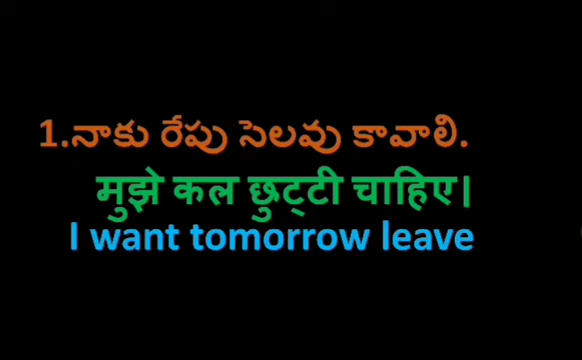 1.నాకు రేపు సెలవు కావాలి.
मुझे कल छुट्टी चाहिए।
I want tomorrow leave